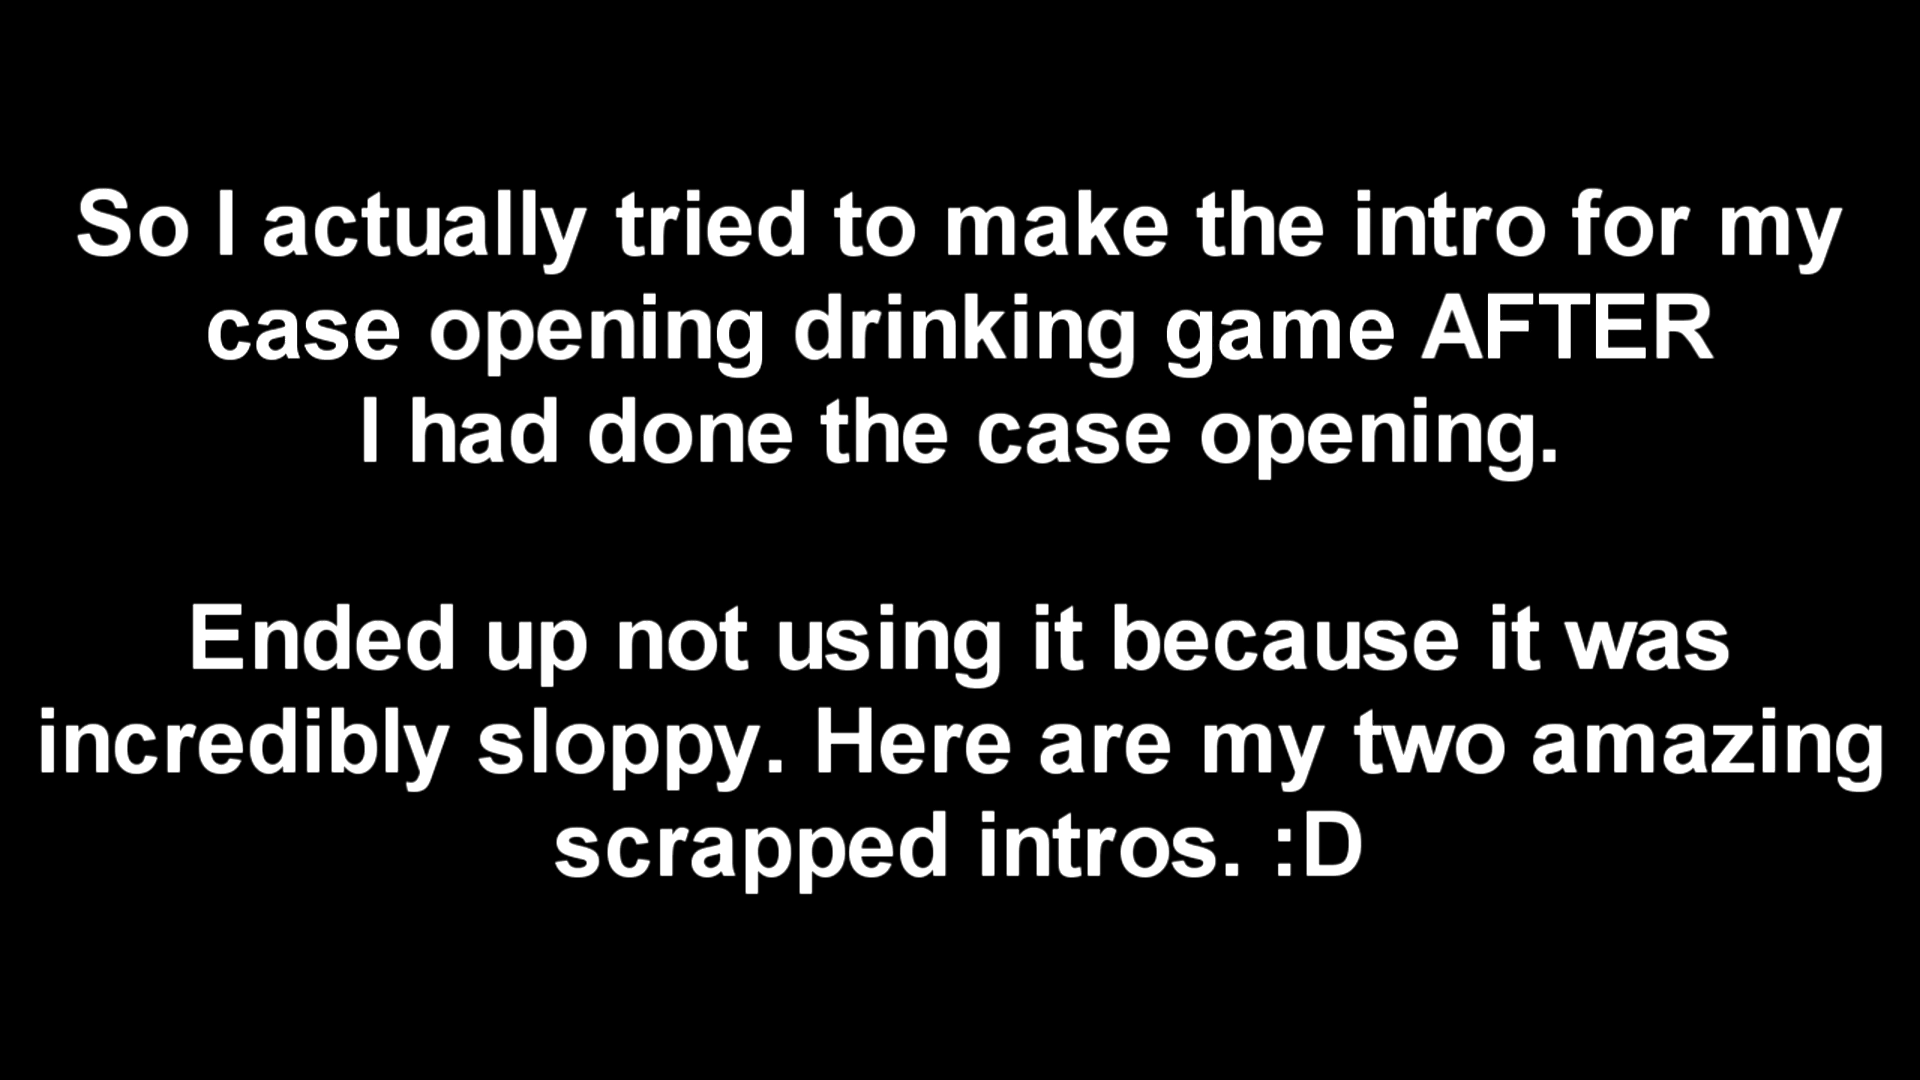 So I actually tried to make the intro for my
case opening drinking game AFTER
I had done the case opening.
Ended up not using it because it was
incredibly sloppy. Here are my two amazing
scrapped intros. :D